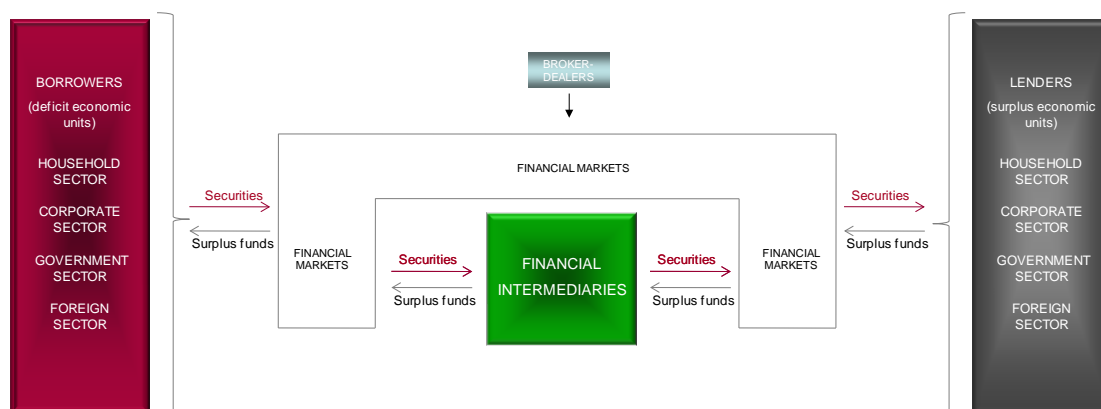 BORROWERS
(deficit economic
units)
HOUSEHOLD
SECTOR
CORPORATE
SECTOR
GOVERNMENT
SECTOR
FOREIGN
SECTOR
Securities
Surplus funds
BROKER-
DEALERS
FINANCIAL MARKETS
FINANCIAL
MARKETS
Securities
Surplus funds
FINANCIAL
INTERMEDIARIES
Securities
Surplus funds
FINANCIAL
MARKETS
Securities
Surplus funds
LENDERS
(surplus economic
units)
HOUSEHOLD
SECTOR
CORPORATE
SECTOR
GOVERNMENT
SECTOR
FOREIGN
SECTOR